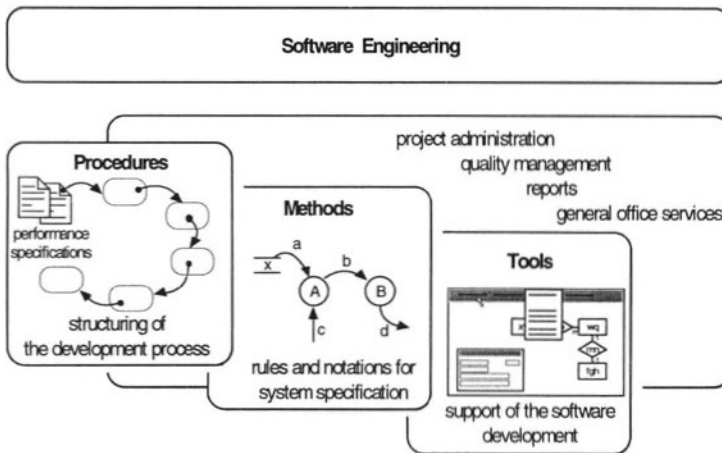 Software Engineering
project administration
quality management
reports
general office services
Procedures
performance
specifications
structuring of
the development process
Methods
a
x
b
A
B
c
d
rules and notations for
system specification
Tools
wq
fgh
support of the software
development